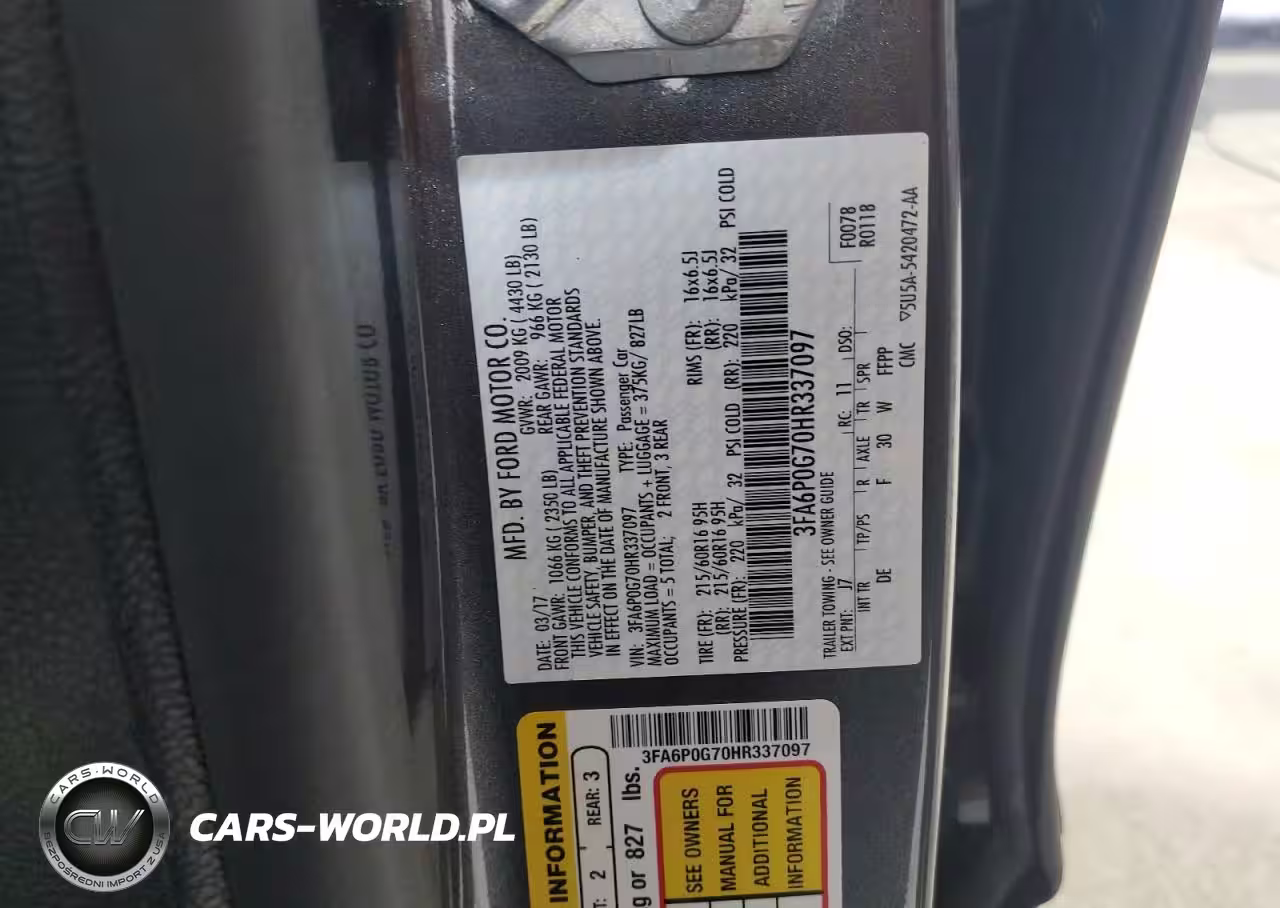 MFD. BY FORD MOTOR CO.
DATE: 03/17 GVWR: 2009 KG ( 4430 LB)
FRONT GAWR: 1066 KG ( 2350 LB) REAR GAWR: 966 KG ( 2130 LB)
THIS VEHICLE CONFORMS TO ALL APPLICABLE FEDERAL MOTOR
VEHICLE SAFETY, BUMPER, AND THEFT PREVENTION STANDARDS
IN EFFECT ON THE DATE OF MANUFACTURE SHOWN ABOVE.
VIN: 3FA6P0G70HR337097 TYPE: Passenger Car
MAXIMUM LOAD = OCCUPANTS + LUGGAGE = 375KG/ 827LB
OCCUPANTS = 5 TOTAL; 2 FRONT, 3 REAR
TIRE (FR): 215/60R16 95H RIMS (FR): 16x6.5J
(RR): 215/60R16 95H (RR): 16x6.5J
PRESSURE (FR): 220 kPa/ 32 PSI COLD (RR): 220 kPa/ 32 PSI COLD
3FA6P0G70HR337097
TRAILER TOWING - SEE OWNER GUIDE F0078
EXT PNT: J7 RC: 11 DSO: R0118
INT TR TP/PS R AXLE TR SPR
DE F 30 W FFPP
CMC ▽5U5A-5420472-AA
INFORMATION
T: 2 REAR: 3
g or 827 lbs.
3FA6P0G70HR337097
SEE OWNERS
MANUAL FOR
ADDITIONAL
INFORMATION
CARS-WORLD
CW
BEZPOŚREDNI IMPORT Z USA
CARS-WORLD.PL